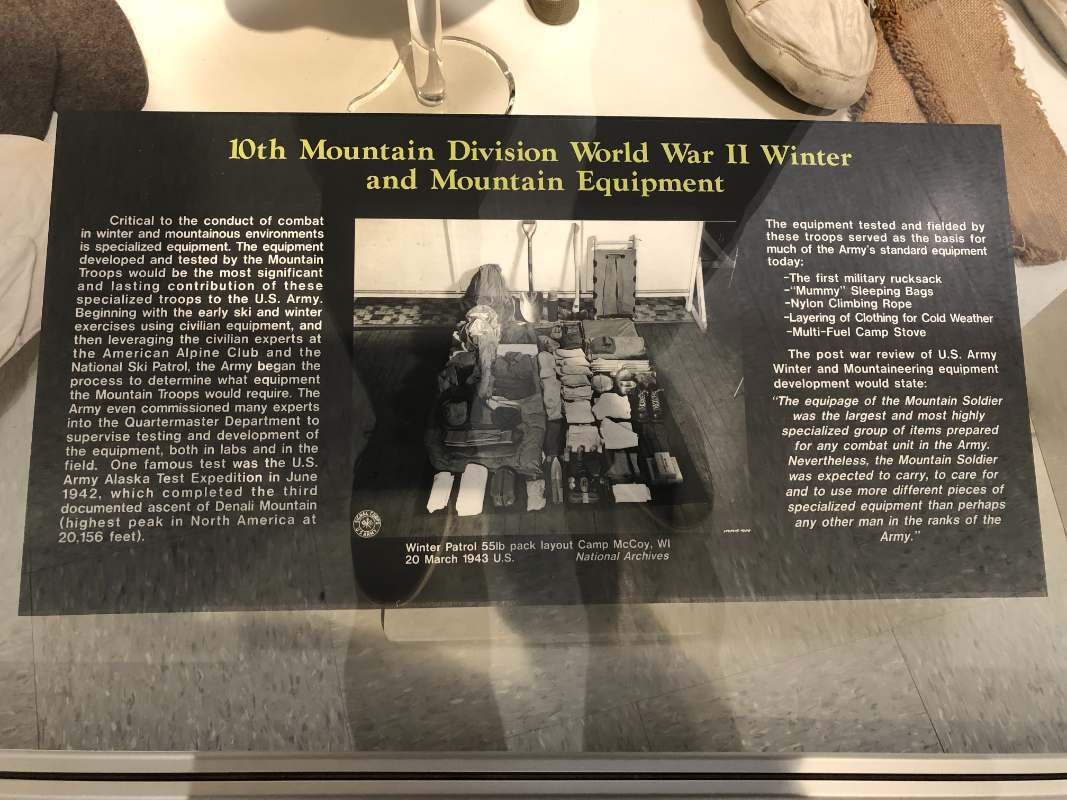 10th Mountain Division World War II Winter
and Mountain Equipment
Critical to the conduct of combat
in winter and mountainous environments
is specialized equipment. The equipment
developed and tested by the Mountain
Troops would be the most significant
and lasting contribution of these
specialized troops to the U.S. Army.
Beginning with the early ski and winter
exercises using civilian equipment, and
then leveraging the civilian experts at
the American Alpine Club and the
National Ski Patrol, the Army began the
process to determine what equipment
the Mountain Troops would require. The
Army even commissioned many experts
into the Quartermaster Department to
supervise testing and development of
the equipment, both in labs and in the
field. One famous test was the U.S.
Army Alaska Test Expedition in June
1942, which completed the third
documented ascent of Denali Mountain
(highest peak in North America at
20,156 feet).
SIGNAL CORPS
U.S. ARMY
Winter Patrol 55lb pack layout Camp McCoy, WI
20 March 1943 U.S. National Archives
The equipment tested and fielded by
these troops served as the basis for
much of the Army's standard equipment
today:
-The first military rucksack
-"Mummy" Sleeping Bags
-Nylon Climbing Rope
-Layering of Clothing for Cold Weather
-Multi-Fuel Camp Stove
The post war review of U.S. Army
Winter and Mountaineering equipment
development would state:
"The equipage of the Mountain Soldier
was the largest and most highly
specialized group of items prepared
for any combat unit in the Army.
Nevertheless, the Mountain Soldier
was expected to carry, to care for
and to use more different pieces of
specialized equipment than perhaps
any other man in the ranks of the
Army."